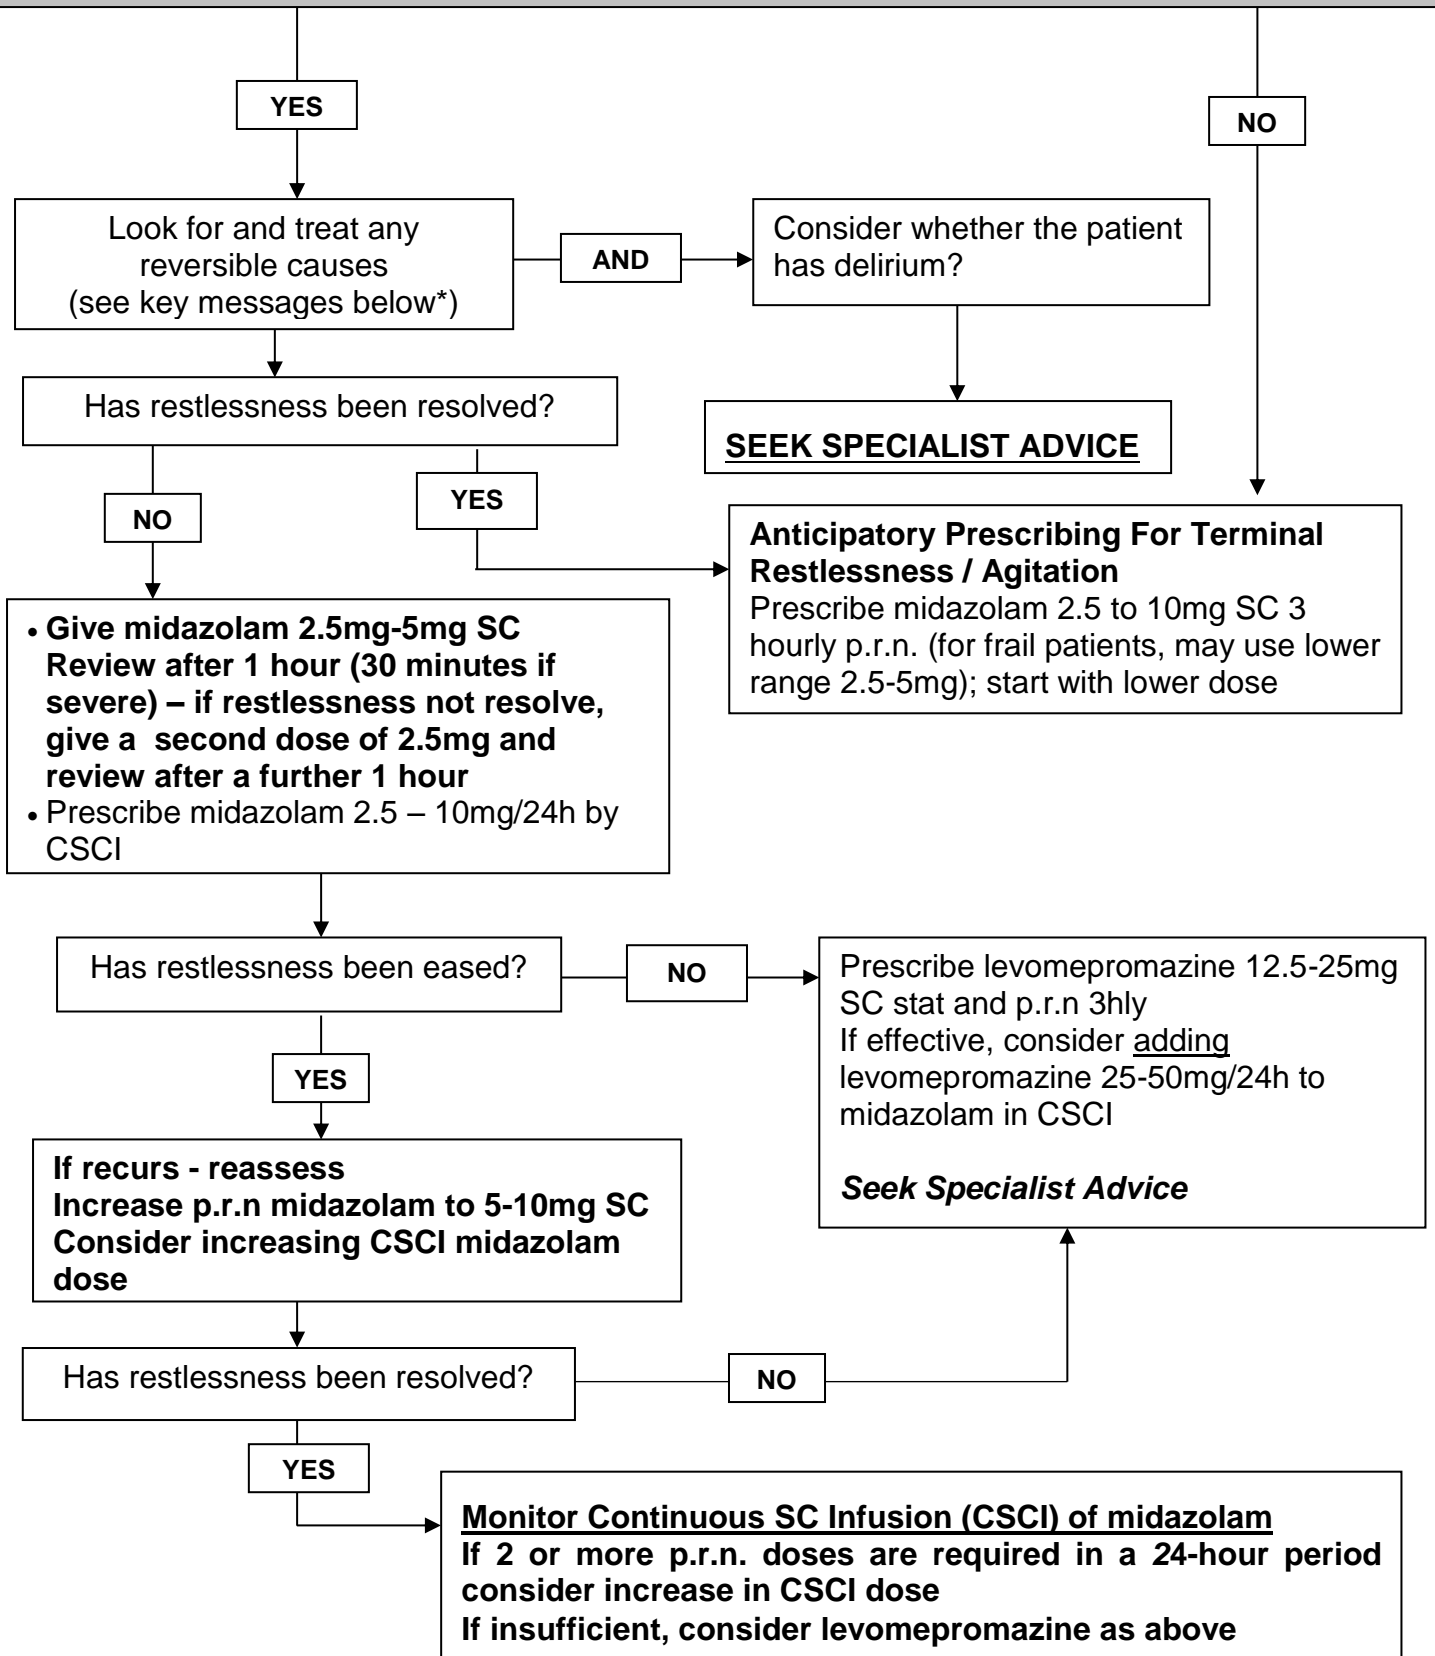 YES
NO
Look for and treat any
reversible causes
(see key messages below*)
AND
Consider whether the patient
has delirium?
Has restlessness been resolved?
SEEK SPECIALIST ADVICE
NO
YES
Anticipatory Prescribing For Terminal
Restlessness / Agitation
Prescribe midazolam 2.5 to 10mg SC 3
hourly p.r.n. (for frail patients, may use lower
range 2.5-5mg); start with lower dose
• Give midazolam 2.5mg-5mg SC
Review after 1 hour (30 minutes if
severe) – if restlessness not resolve,
give a second dose of 2.5mg and
review after a further 1 hour
• Prescribe midazolam 2.5 – 10mg/24h by
CSCI
Has restlessness been eased?
NO
Prescribe levomepromazine 12.5-25mg
SC stat and p.r.n 3hly
If effective, consider adding
levomepromazine 25-50mg/24h to
midazolam in CSCI
Seek Specialist Advice
YES
If recurs - reassess
Increase p.r.n midazolam to 5-10mg SC
Consider increasing CSCI midazolam
dose
Has restlessness been resolved?
NO
YES
Monitor Continuous SC Infusion (CSCI) of midazolam
If 2 or more p.r.n. doses are required in a 24-hour period
consider increase in CSCI dose
If insufficient, consider levomepromazine as above